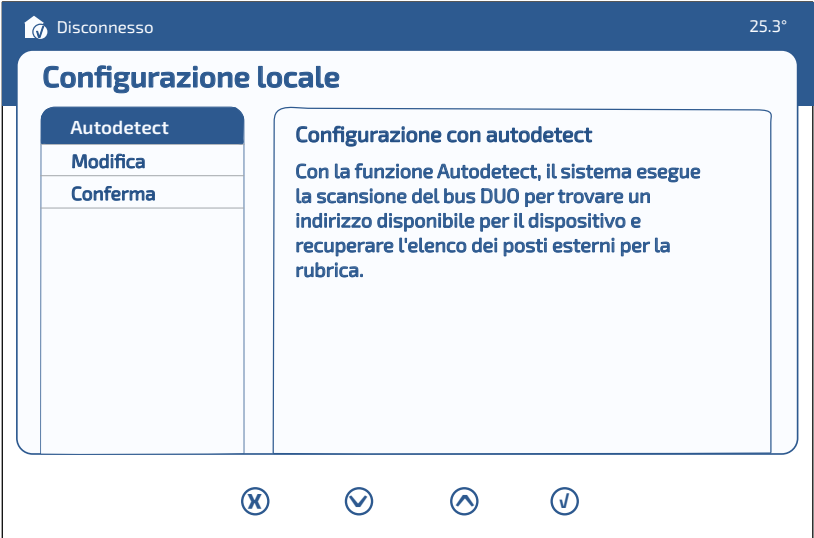 Disconnesso
25.3°
Configurazione locale
Autodetect
Modifica
Conferma
Configurazione con autodetect
Con la funzione Autodetect, il sistema esegue
la scansione del bus DUO per trovare un
indirizzo disponibile per il dispositivo e
recuperare l'elenco dei posti esterni per la
rubrica.